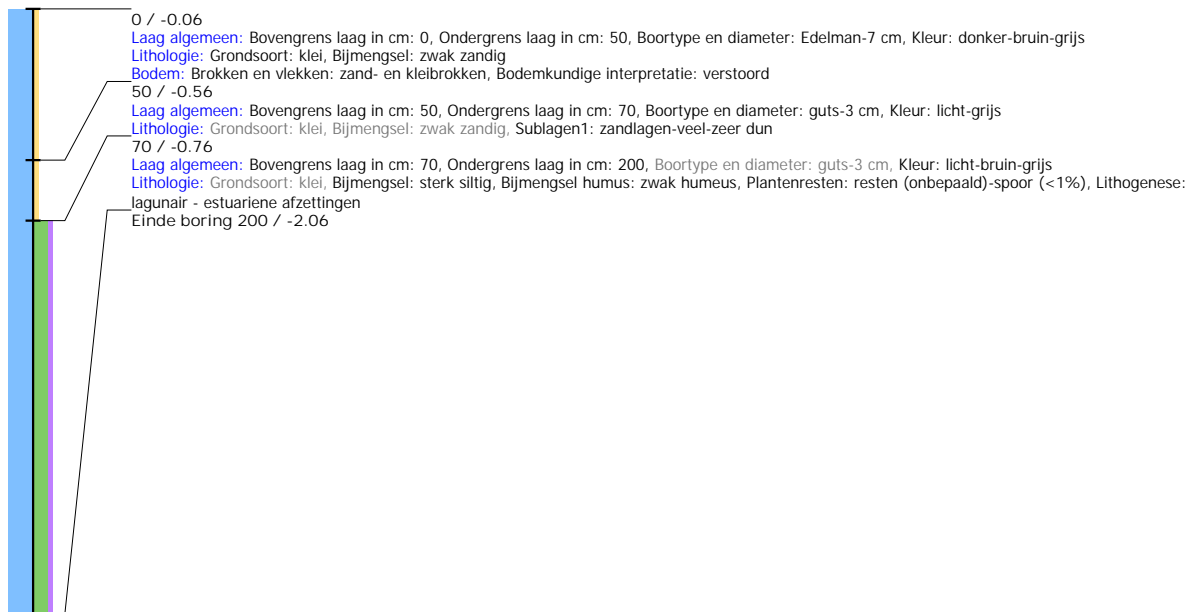 0 / -0.06
Laag algemeen: Bovengrens laag in cm: 0, Ondergrens laag in cm: 50, Boortype en diameter: Edelman-7 cm, Kleur: donker-bruin-grijs
Lithologie: Grondsoort: klei, Bijmengsel: zwak zandig
Bodem: Brokken en vlekken: zand- en kleibrokken, Bodemkundige interpretatie: verstoord
50 / -0.56
Laag algemeen: Bovengrens laag in cm: 50, Ondergrens laag in cm: 70, Boortype en diameter: guts-3 cm, Kleur: licht-grijs
Lithologie: Grondsoort: klei, Bijmengsel: zwak zandig, Sublagen1: zandlagen-veel-zeer dun
70 / -0.76
Laag algemeen: Bovengrens laag in cm: 70, Ondergrens laag in cm: 200, Boortype en diameter: guts-3 cm, Kleur: licht-bruin-grijs
Lithologie: Grondsoort: klei, Bijmengsel: sterk siltig, Bijmengsel humus: zwak humeus, Plantenresten: resten (onbepaald)-spoor (<1%), Lithogenese:
lagunair - estuariene afzettingen
Einde boring 200 / -2.06